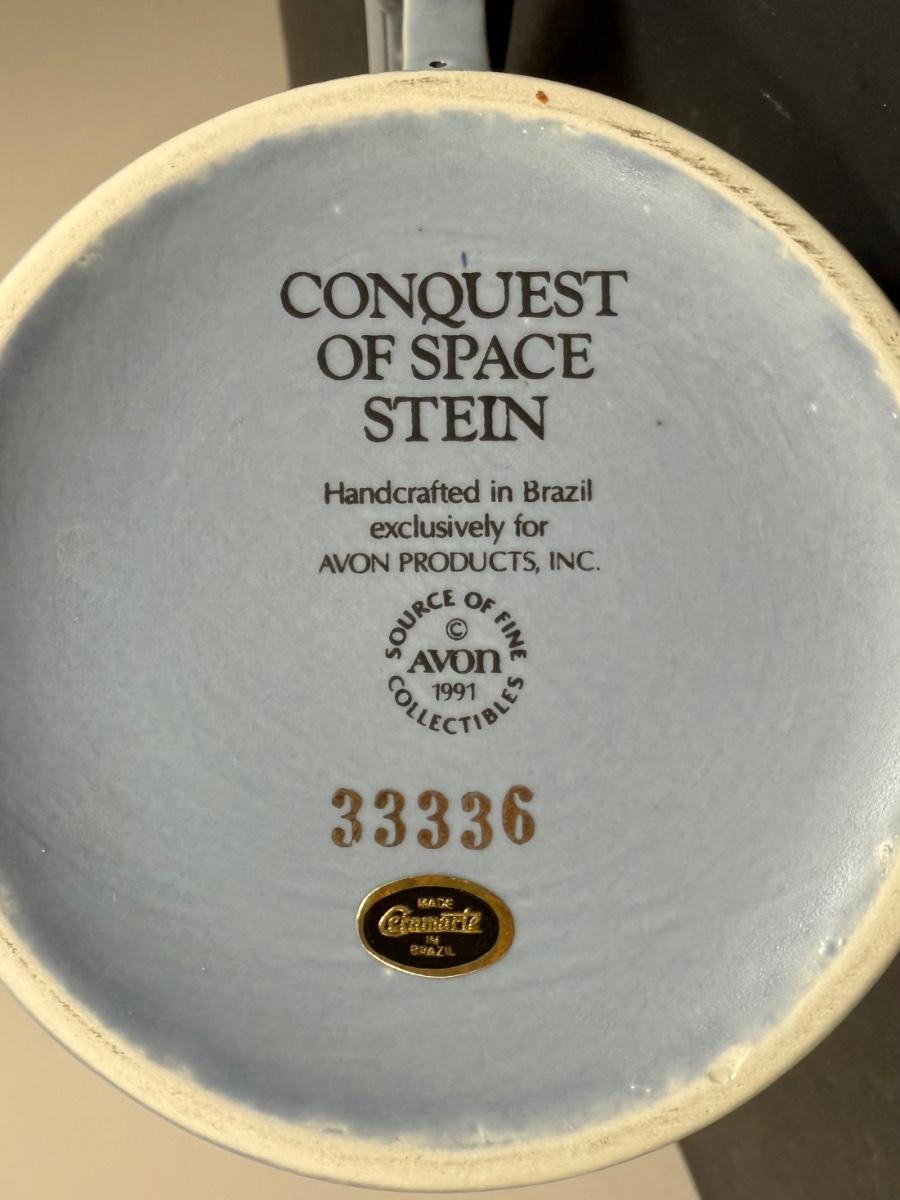 CONQUEST
OF SPACE
STEIN
Handcrafted in Brazil
exclusively for
AVON PRODUCTS, INC.
SOURCE OF FINE
©
AVON
1991
COLLECTIBLES
33336
MADE
Ceramarte
IN
BRAZIL